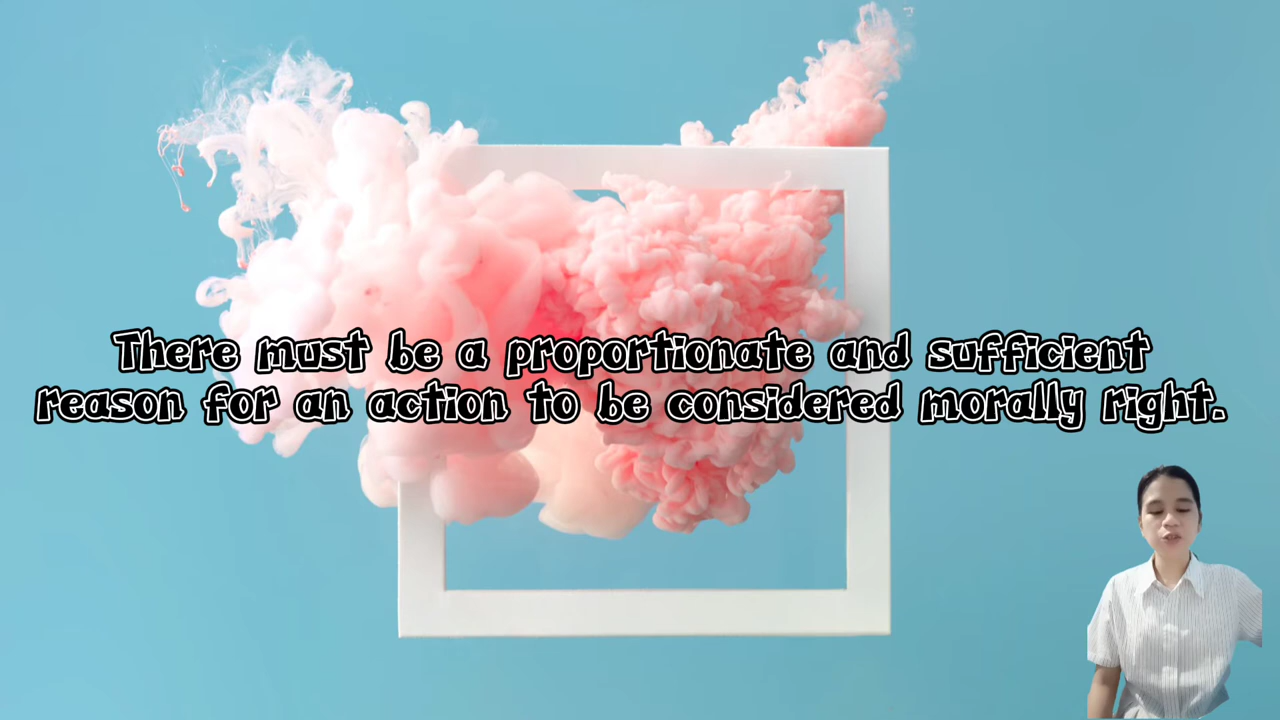 There must be a proportionate and sufficient
reason for an action to be considered morally right.